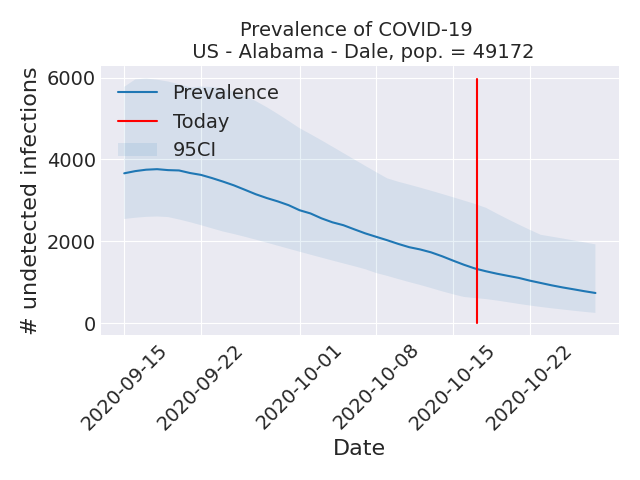 Prevalence of COVID-19
US - Alabama - Dale, pop. = 49172
# undetected infections
6000
4000
2000
0
Prevalence
Today
95CI
2020-09-15
2020-09-22
2020-10-01
2020-10-08
2020-10-15
2020-10-22
Date